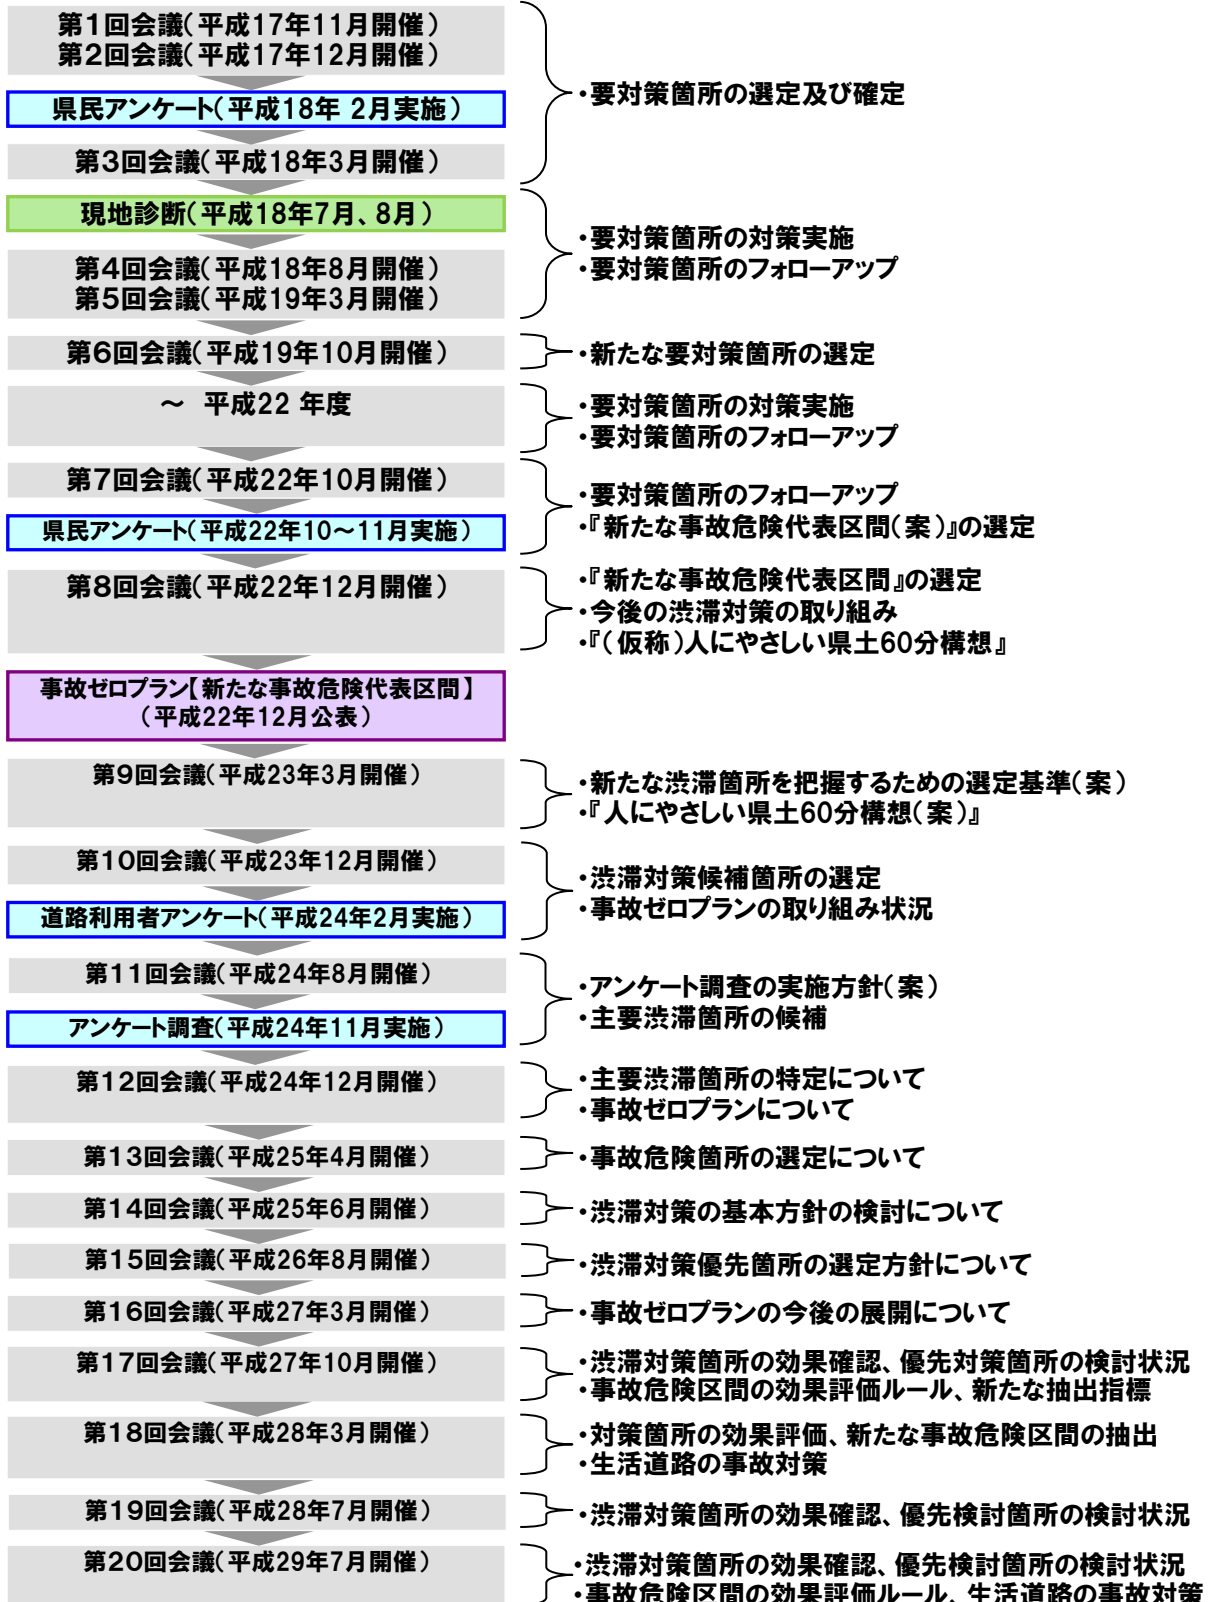 第1回会議(平成17年11月開催)
第2回会議(平成17年12月開催)
県民アンケート(平成18年 2月実施)
第3回会議(平成18年3月開催)
・要対策箇所の選定及び確定
現地診断(平成18年7月、8月)
第4回会議(平成18年8月開催)
第5回会議(平成19年3月開催)
・要対策箇所の対策実施
・要対策箇所のフォローアップ
第6回会議(平成19年10月開催)
・新たな要対策箇所の選定
～ 平成22 年度
・要対策箇所の対策実施
・要対策箇所のフォローアップ
第7回会議(平成22年10月開催)
県民アンケート(平成22年10～11月実施)
・要対策箇所のフォローアップ
・『新たな事故危険代表区間(案)』の選定
第8回会議(平成22年12月開催)
・『新たな事故危険代表区間』の選定
・今後の渋滞対策の取り組み
・『(仮称)人にやさしい県土60分構想』
事故ゼロプラン【新たな事故危険代表区間】
(平成22年12月公表)
第9回会議(平成23年3月開催)
・新たな渋滞箇所を把握するための選定基準(案)
・『人にやさしい県土60分構想(案)』
第10回会議(平成23年12月開催)
道路利用者アンケート(平成24年2月実施)
・渋滞対策候補箇所の選定
・事故ゼロプランの取り組み状況
第11回会議(平成24年8月開催)
アンケート調査(平成24年11月実施)
・アンケート調査の実施方針(案)
・主要渋滞箇所の候補
第12回会議(平成24年12月開催)
・主要渋滞箇所の特定について
・事故ゼロプランについて
第13回会議(平成25年4月開催)
・事故危険箇所の選定について
第14回会議(平成25年6月開催)
・渋滞対策の基本方針の検討について
第15回会議(平成26年8月開催)
・渋滞対策優先箇所の選定方針について
第16回会議(平成27年3月開催)
・事故ゼロプランの今後の展開について
第17回会議(平成27年10月開催)
・渋滞対策箇所の効果確認、優先対策箇所の検討状況
・事故危険区間の効果評価ルール、新たな抽出指標
第18回会議(平成28年3月開催)
・対策箇所の効果評価、新たな事故危険区間の抽出
・生活道路の事故対策
第19回会議(平成28年7月開催)
・渋滞対策箇所の効果確認、優先検討箇所の検討状況
第20回会議(平成29年7月開催)
・渋滞対策箇所の効果確認、優先検討箇所の検討状況
・事故危険区間の効果評価ルール、生活道路の事故対策